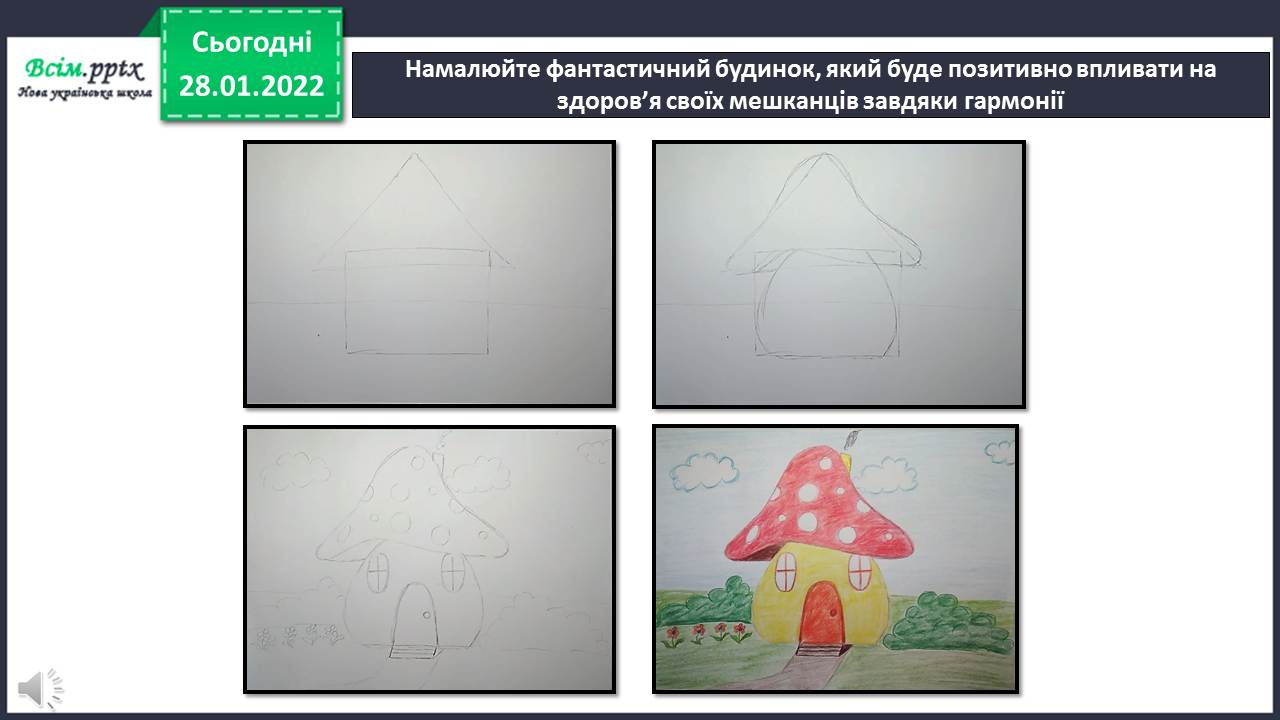 Всім.pptx
Нова українська школа
Сьогодні
28.01.2022
Намалюйте фантастичний будинок, який буде позитивно впливати на
здоров’я своїх мешканців завдяки гармонії